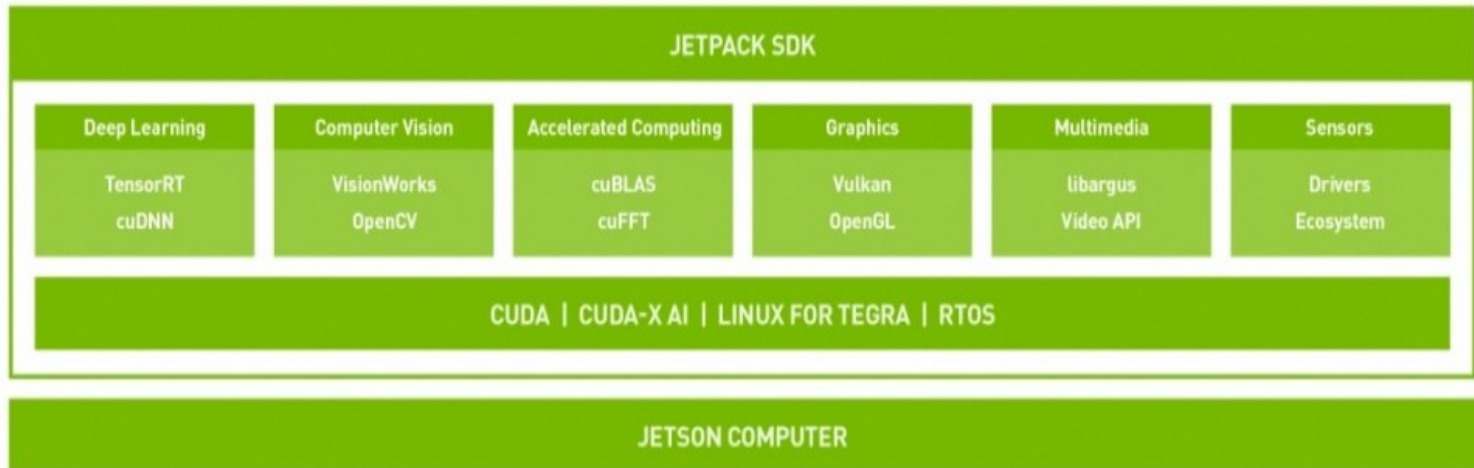 JETPACK SDK
Deep Learning
TensorRT
cuDNN
Computer Vision
VisionWorks
OpenCV
Accelerated Computing
cuBLAS
cuFFT
Graphics
Vulkan
OpenGL
Multimedia
libargus
Video API
Sensors
Drivers
Ecosystem
CUDA | CUDA-X AI | LINUX FOR TEGRA | RTOS
JETSON COMPUTER